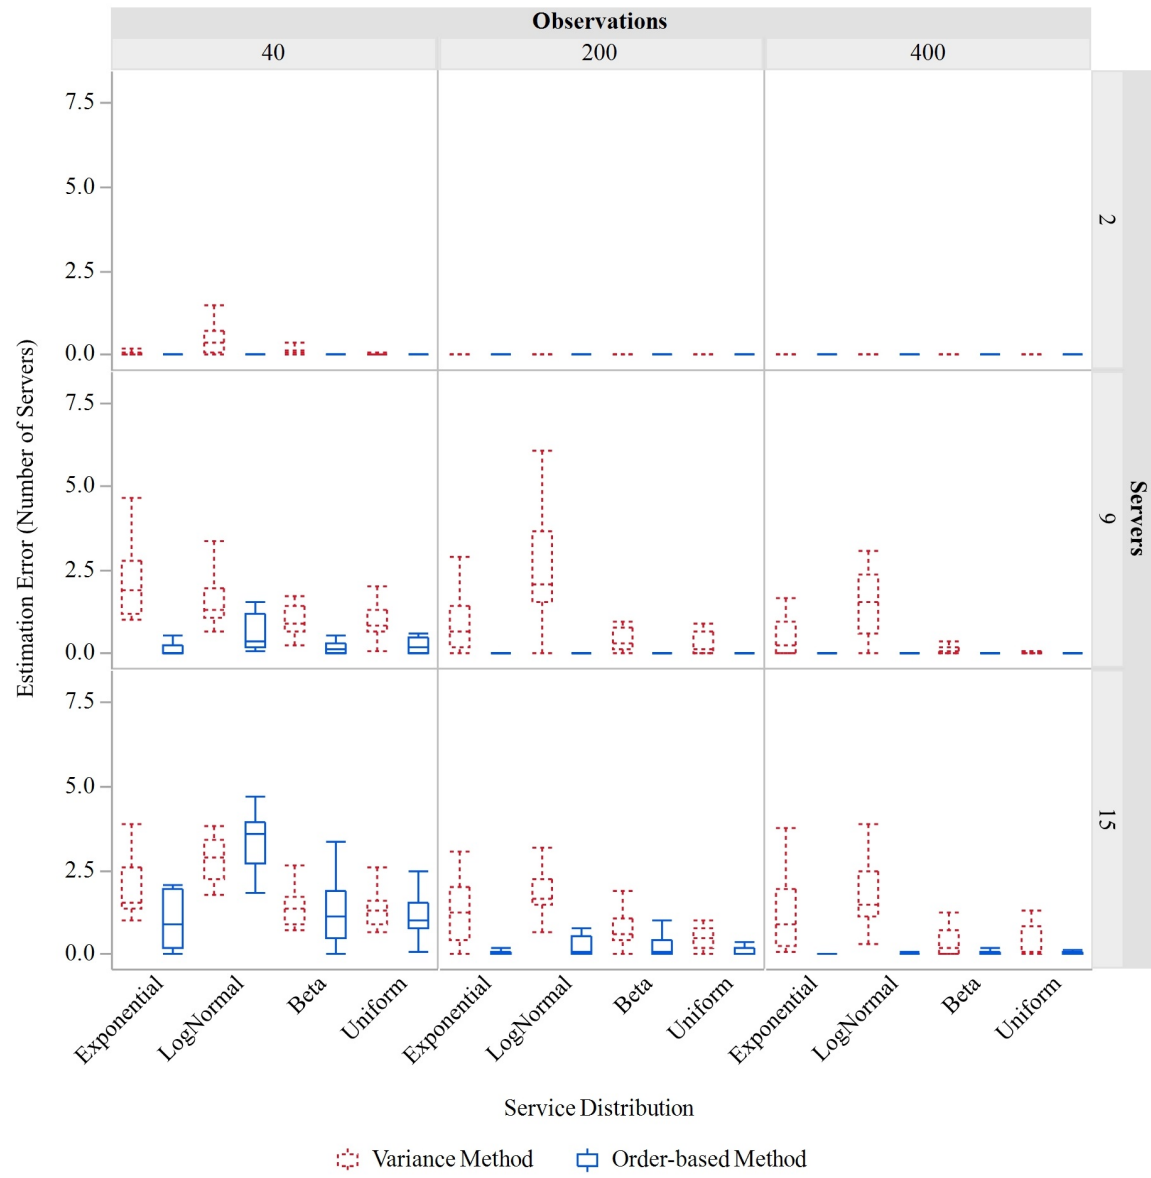 Observations
40 200 400
7.5
5.0
2.5
0.0
2
7.5
5.0
2.5
0.0
9
7.5
5.0
2.5
0.0
15
Servers
Estimation Error (Number of Servers)
Exponential LogNormal Beta Uniform Exponential LogNormal Beta Uniform Exponential LogNormal Beta Uniform
Service Distribution
Variance Method Order-based Method